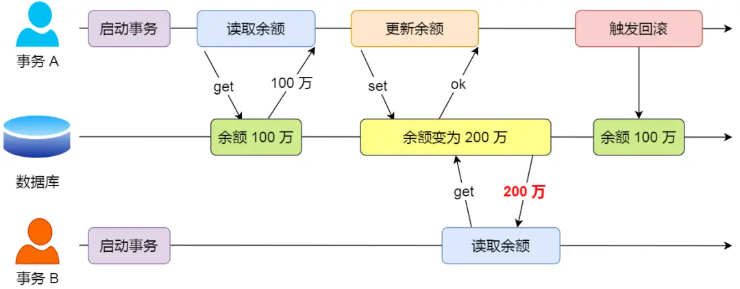 启动事务
读取余额
更新余额
触发回滚
事务 A
get
100 万
set
ok
余额 100 万
余额变为 200 万
余额 100 万
数据库
get
200 万
启动事务
读取余额
事务 B